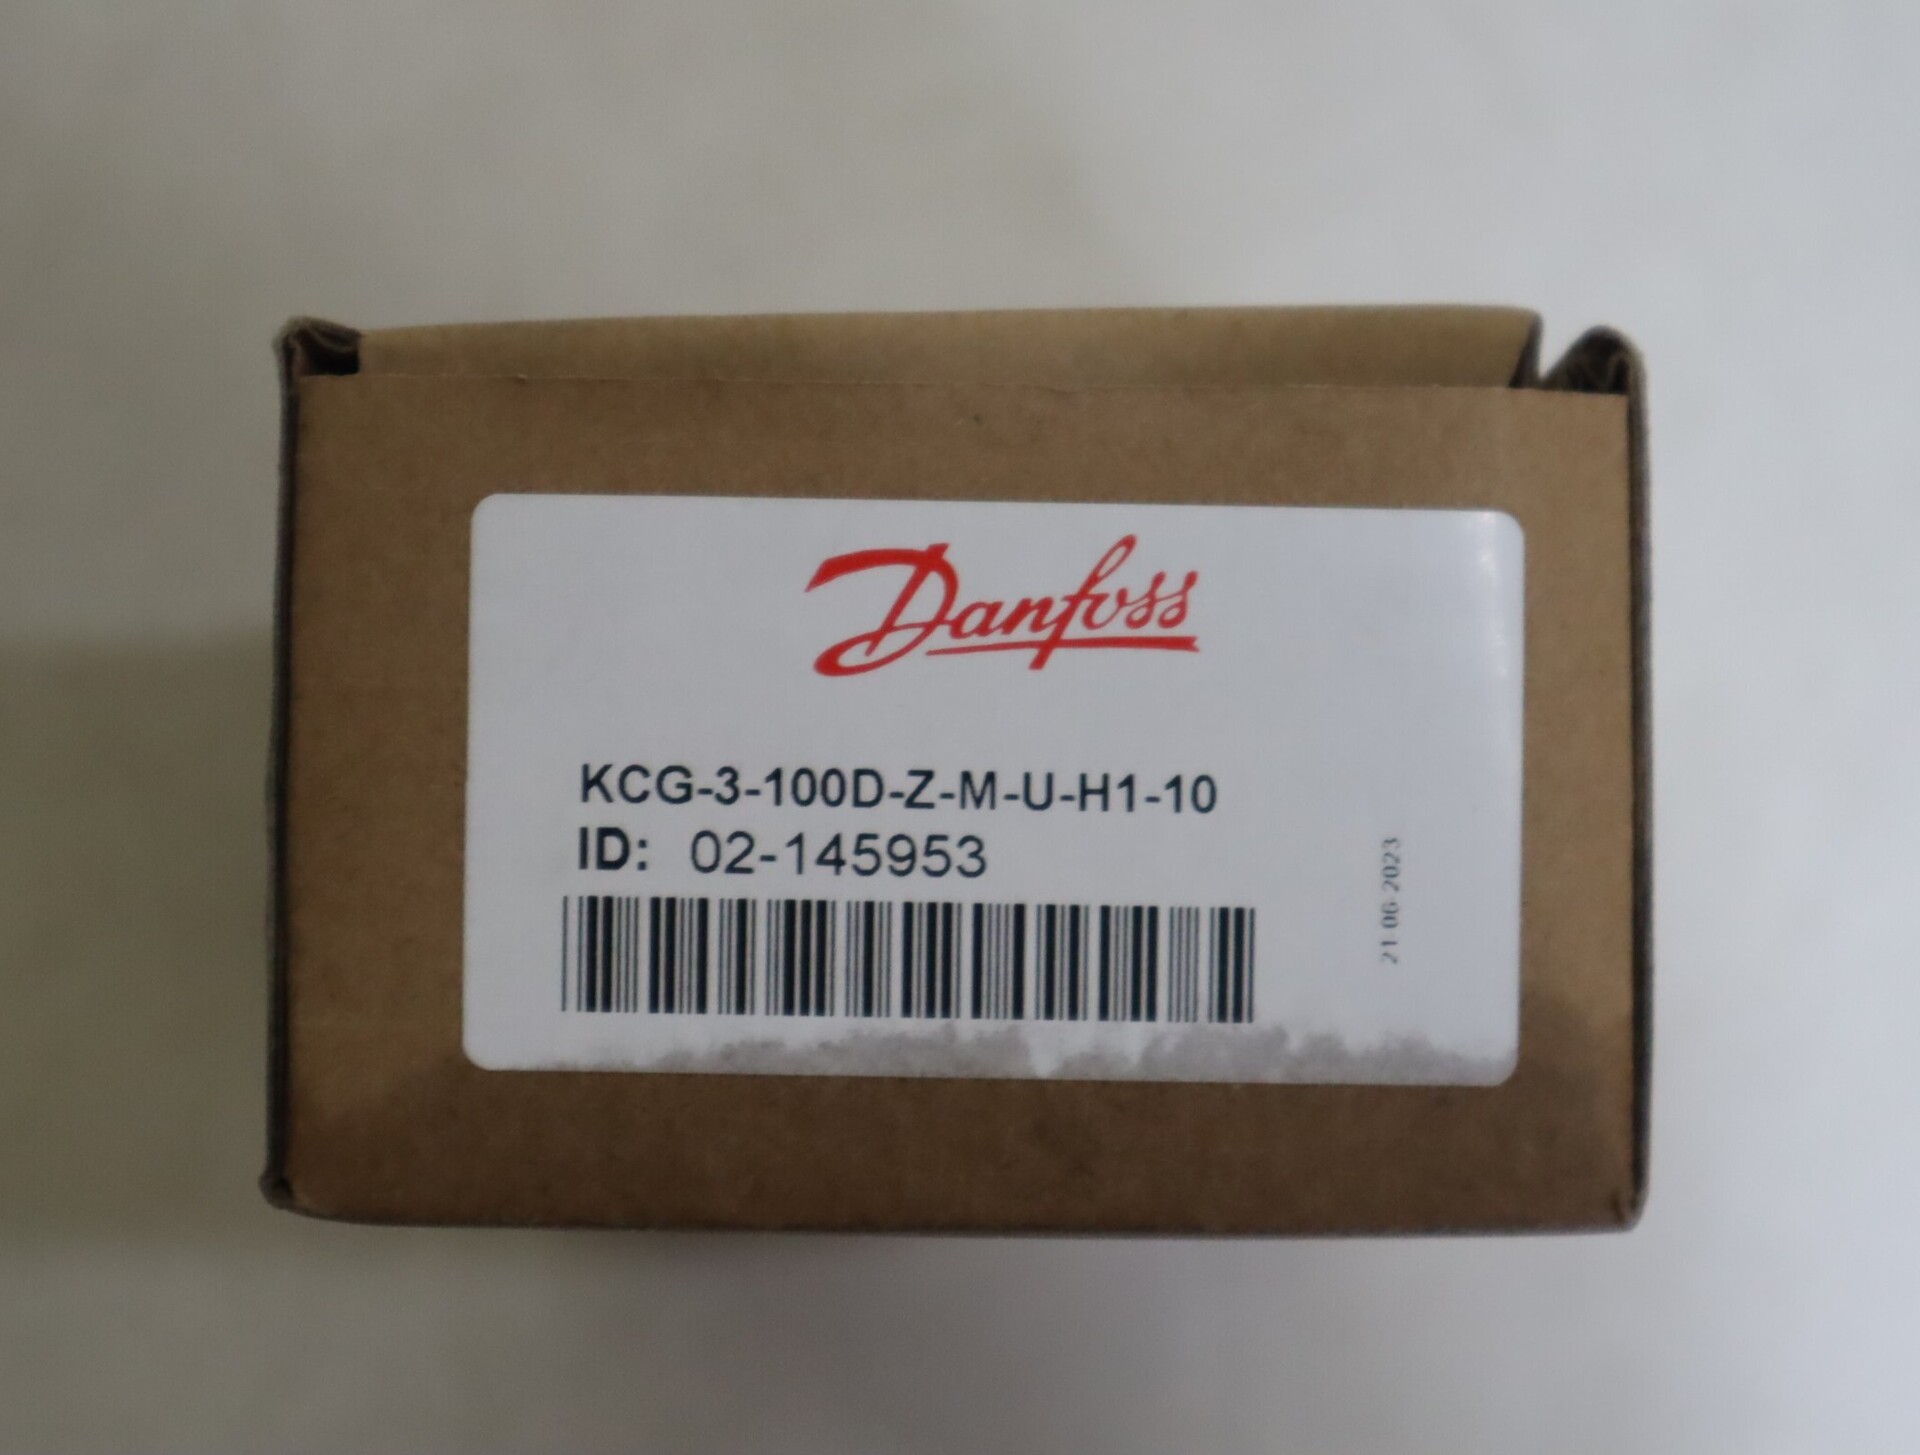 Danfoss
KCG-3-100D-Z-M-U-H1-10
ID: 02-145953
21 06 2023